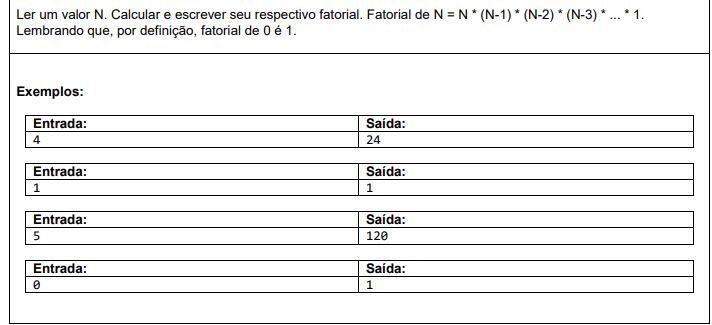 Ler um valor N. Calcular e escrever seu respectivo fatorial. Fatorial de N = N * (N-1) * (N-2) * (N-3) * ... * 1.
Lembrando que, por definição, fatorial de 0 é 1.
Exemplos:
Entrada: Saída:
4 24
Entrada: Saída:
1 1
Entrada: Saída:
5 120
Entrada: Saída:
0 1